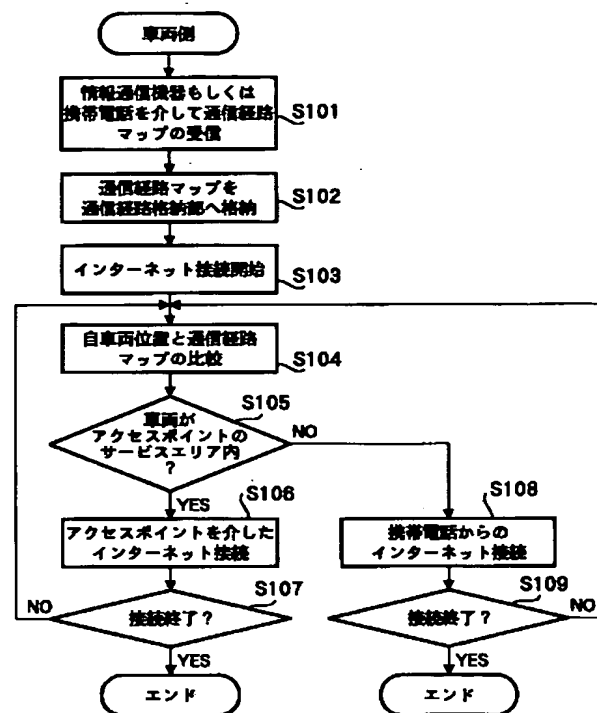 車両側
情報通信機器もしくは
携帯電話を介して通信経路
マップの受信
S101
通信経路マップを
通信経路格納部へ格納
S102
インターネット接続開始
S103
自車両位置と通信経路
マップの比較
S104
S105
車両が
アクセスポイントの
サービスエリア内
?
NO
YES
S106
アクセスポイントを介した
インターネット接続
S108
携帯電話からの
インターネット接続
S107
接続終了?
NO
YES
エンド
S109
接続終了?
NO
YES
エンド